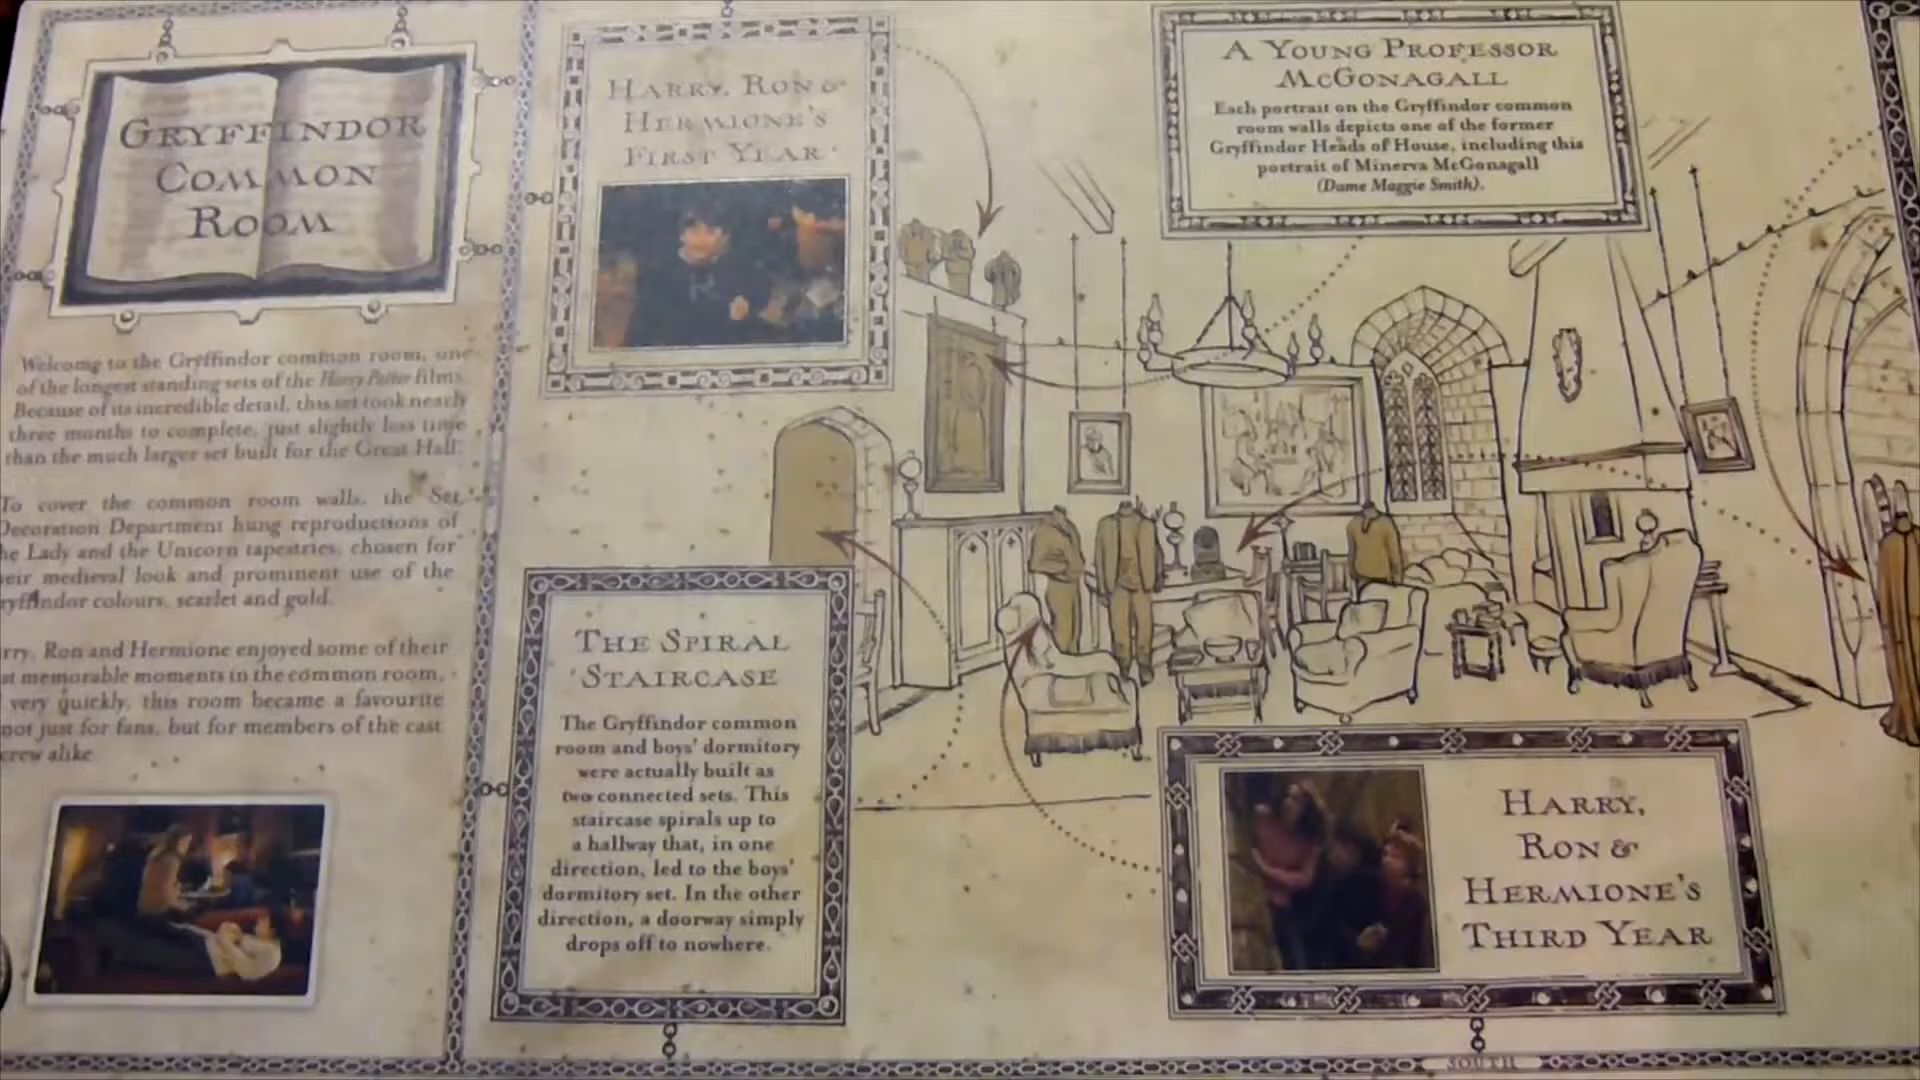 GRYFFINDOR
COMMON
ROOM
Welcome to the Gryffindor common room, one
of the longest standing sets of the Harry Potter films.
Because of its incredible detail, this set took nearly
three months to complete, just slightly less time
than the much larger set built for the Great Hall.
To cover the common room walls, the Set
Decoration Department hung reproductions of
he Lady and the Unicorn tapestries, chosen for
eir medieval look and prominent use of the
ryffindor colours, scarlet and gold.
rry, Ron and Hermione enjoyed some of their
st memorable moments in the common room,
very quickly, this room became a favourite
not just for fans, but for members of the cast
crew alike.
HARRY, RON &
HERMIONE'S
FIRST YEAR
A YOUNG PROFESSOR
MCGONAGALL
Each portrait on the Gryffindor common
room walls depicts one of the former
Gryffindor Heads of House, including this
portrait of Minerva McGonagall
(Dame Maggie Smith).
THE SPIRAL
STAIRCASE
The Gryffindor common
room and boys' dormitory
were actually built as
two connected sets. This
staircase spirals up to
a hallway that, in one
direction, led to the boys'
dormitory set. In the other
direction, a doorway simply
drops off to nowhere.
HARRY,
RON &
HERMIONE'S
THIRD YEAR
SOUTH